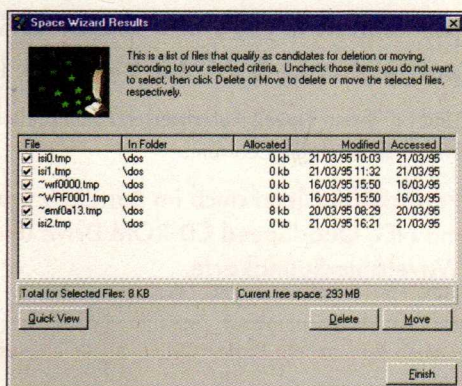 Space Wizard Results
This is a list of files that qualify as candidates for deletion or moving,
according to your selected criteria. Uncheck those items you do not want
to select, then click Delete or Move to delete or move the selected files,
respectively.
File In Folder Allocated Modified Accessed
isi0.tmp \dos 0 kb 21/03/95 10:03 21/03/95
isi1.tmp \dos 0 kb 21/03/95 11:32 21/03/95
~wrf0000.tmp \dos 0 kb 16/03/95 15:50 16/03/95
~WRF0001.tmp \dos 0 kb 16/03/95 15:50 16/03/95
~emf0a13.tmp \dos 8 kb 20/03/95 08:29 20/03/95
isi2.tmp \dos 0 kb 21/03/95 16:21 21/03/95
Total for Selected Files: 8 KB Current free space: 293 MB
Quick View Delete Move
Finish